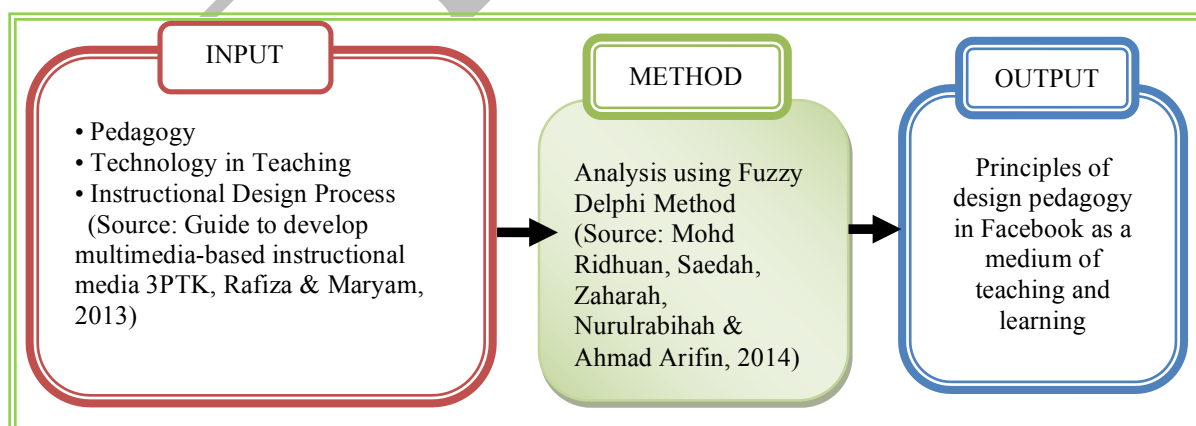 INPUT
• Pedagogy
• Technology in Teaching
• Instructional Design Process
(Source: Guide to develop
multimedia-based instructional
media 3PTK, Rafiza & Maryam,
2013)
METHOD
Analysis using Fuzzy
Delphi Method
(Source: Mohd
Ridhuan, Saedah,
Zaharah,
Nurulrabihah &
Ahmad Arifin, 2014)
OUTPUT
Principles of
design pedagogy
in Facebook as a
medium of
teaching and
learning